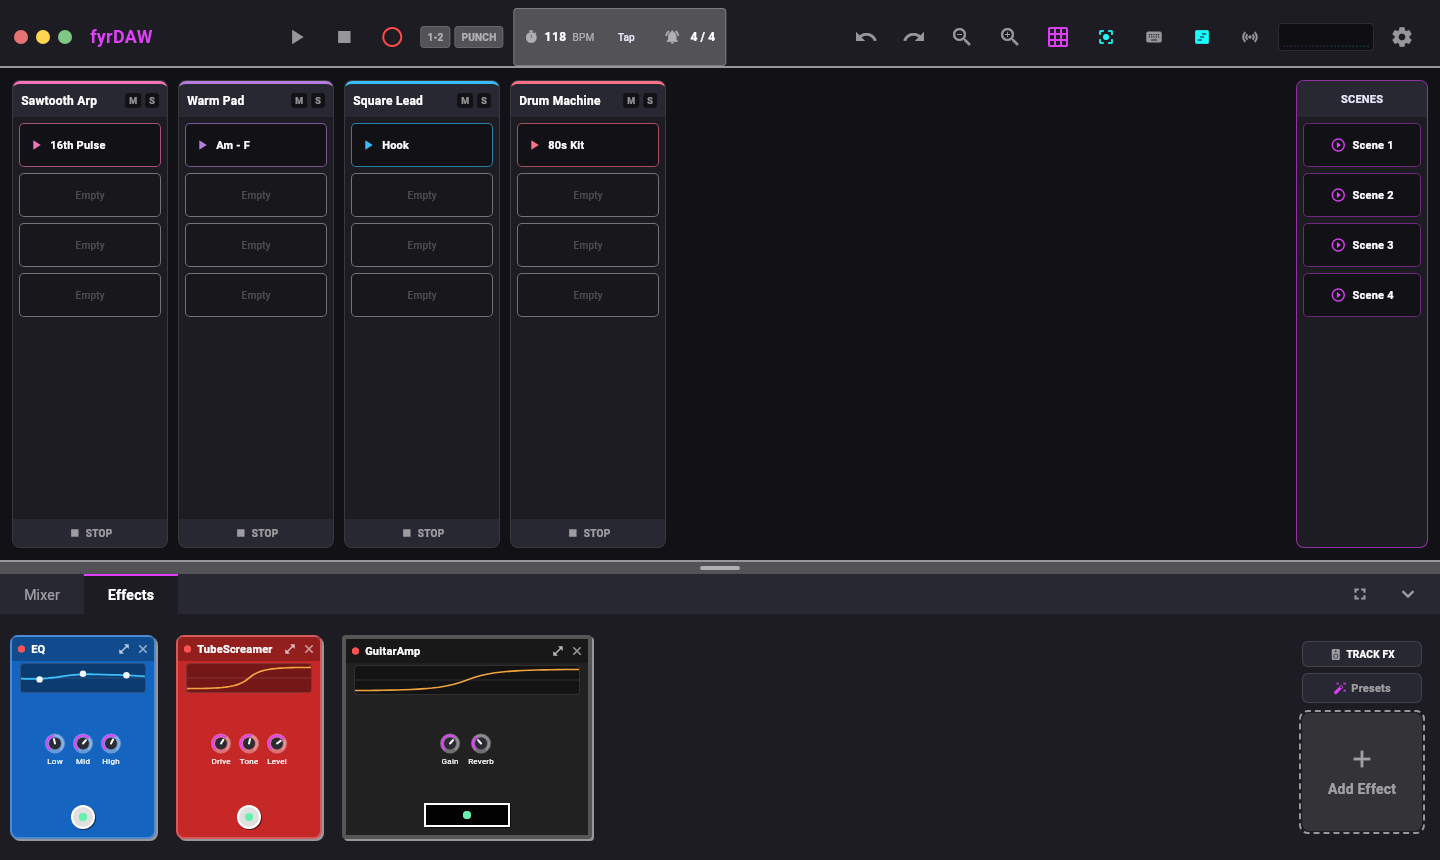 fyrDAW
1-2 PUNCH
118 BPM Tap 4 / 4
Sawtooth Arp M S
Warm Pad M S
Square Lead M S
Drum Machine M S
SCENES
16th Pulse
Am - F
Hook
80s Kit
Scene 1
Empty Empty Empty Empty
Scene 2
Empty Empty Empty Empty
Scene 3
Empty Empty Empty Empty
Scene 4
STOP STOP STOP STOP
Mixer Effects
EQ
TubeScreamer
GuitarAmp
Low Mid High
Drive Tone Level
Gain Reverb
TRACK FX
Presets
Add Effect